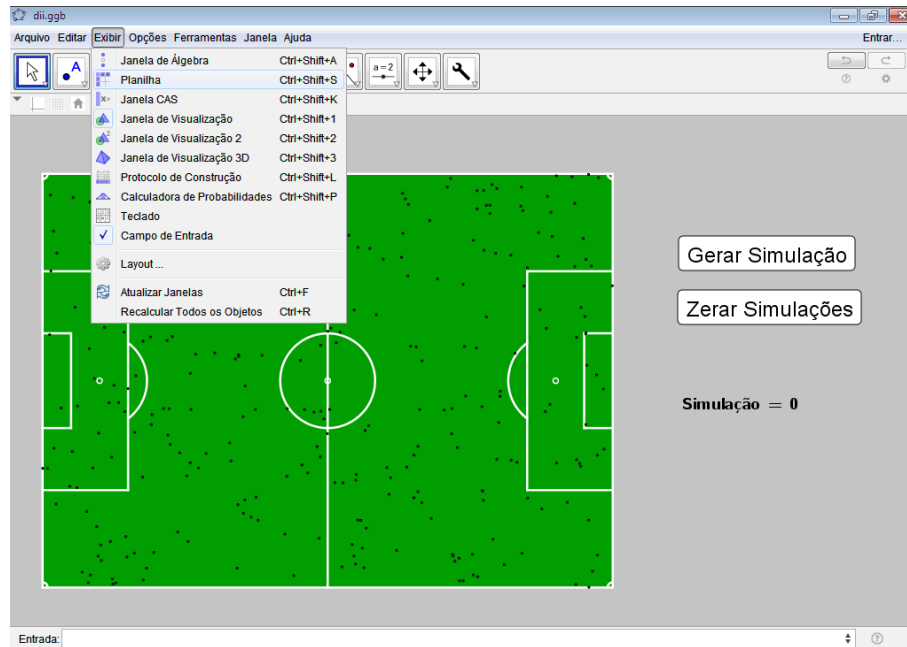 dii.ggb
Arquivo Editar Exibir Opções Ferramentas Janela Ajuda
Entrar...
A
a=2
Janela de Álgebra Ctrl+Shift+A
Planilha Ctrl+Shift+S
X= Janela CAS Ctrl+Shift+K
Janela de Visualização Ctrl+Shift+1
2 Janela de Visualização 2 Ctrl+Shift+2
Janela de Visualização 3D Ctrl+Shift+3
Protocolo de Construção Ctrl+Shift+L
Calculadora de Probabilidades Ctrl+Shift+P
Teclado
Campo de Entrada
Layout ...
Atualizar Janelas Ctrl+F
Recalcular Todos os Objetos Ctrl+R
Gerar Simulação
Zerar Simulações
Simulação = 0
Entrada: